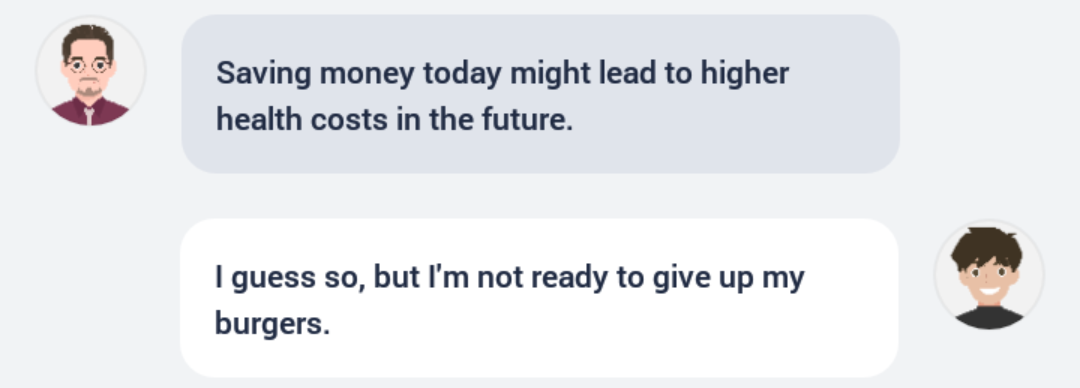 Saving money today might lead to higher
health costs in the future.
I guess so, but I'm not ready to give up my
burgers.